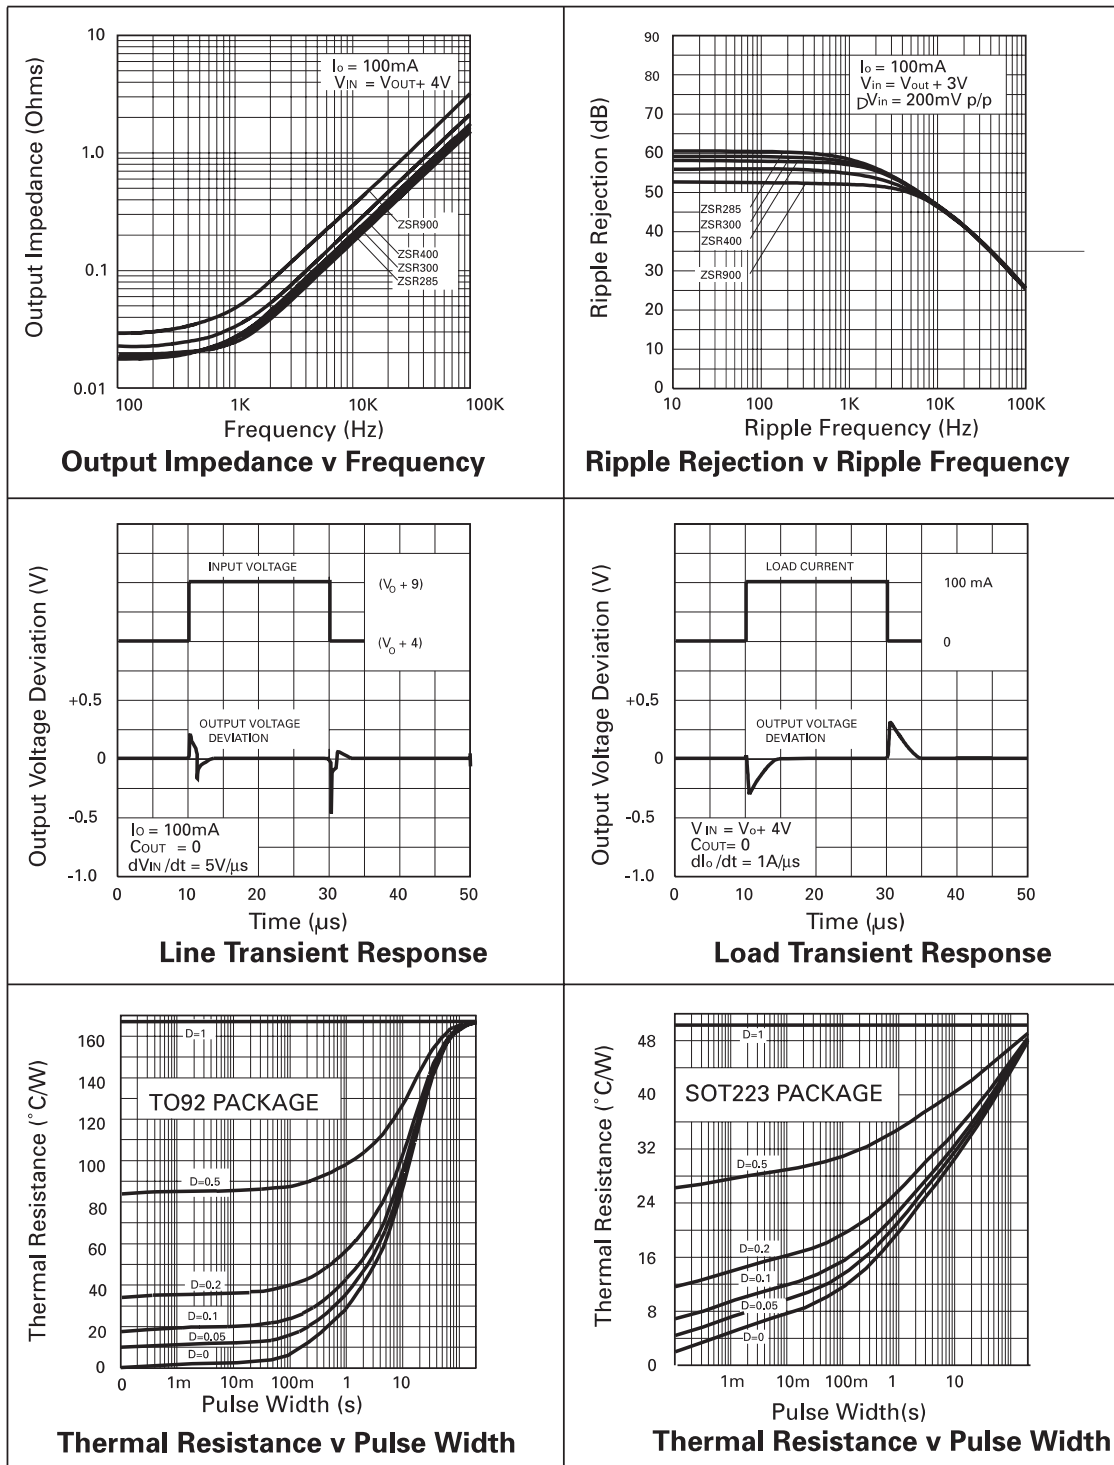 Output Impedance (Ohms)
10
1.0
0.1
0.01
Io = 100mA
VIN = VOUT+ 4V
ZSR900
ZSR400
ZSR300
ZSR285
100 1K 10K 100K
Frequency (Hz)
Output Impedance v Frequency
Ripple Rejection (dB)
90
80
70
60
50
40
30
20
10
0
Io = 100mA
Vin = Vout + 3V
DVin = 200mV p/p
ZSR285
ZSR300
ZSR400
ZSR900
10 100 1K 10K 100K
Ripple Frequency (Hz)
Ripple Rejection v Ripple Frequency
Output Voltage Deviation (V)
INPUT VOLTAGE
(VO + 9)
(VO + 4)
+0.5
0
-0.5
-1.0
OUTPUT VOLTAGE
DEVIATION
IO = 100mA
COUT = 0
dVIN/dt = 5V/µs
0 10 20 30 40 50
Time (µs)
Line Transient Response
Output Voltage Deviation (V)
LOAD CURRENT
100 mA
0
+0.5
0
-0.5
-1.0
OUTPUT VOLTAGE
DEVIATION
VIN = Vo+ 4V
COUT= 0
dIo/dt = 1A/µs
0 10 20 30 40 50
Time (µs)
Load Transient Response
Thermal Resistance (°C/W)
160
140
120
100
80
60
40
20
0
D=1
TO92 PACKAGE
D=0.5
D=0.2
D=0.1
D=0.05
D=0
0 1m 10m 100m 1 10
Pulse Width (s)
Thermal Resistance v Pulse Width
Thermal Resistance (°C/W)
48
40
32
24
16
8
0
D=1
SOT223 PACKAGE
D=0.5
D=0.2
D=0.1
D=0.05
D=0
1m 10m 100m 1 10
Pulse Width(s)
Thermal Resistance v Pulse Width